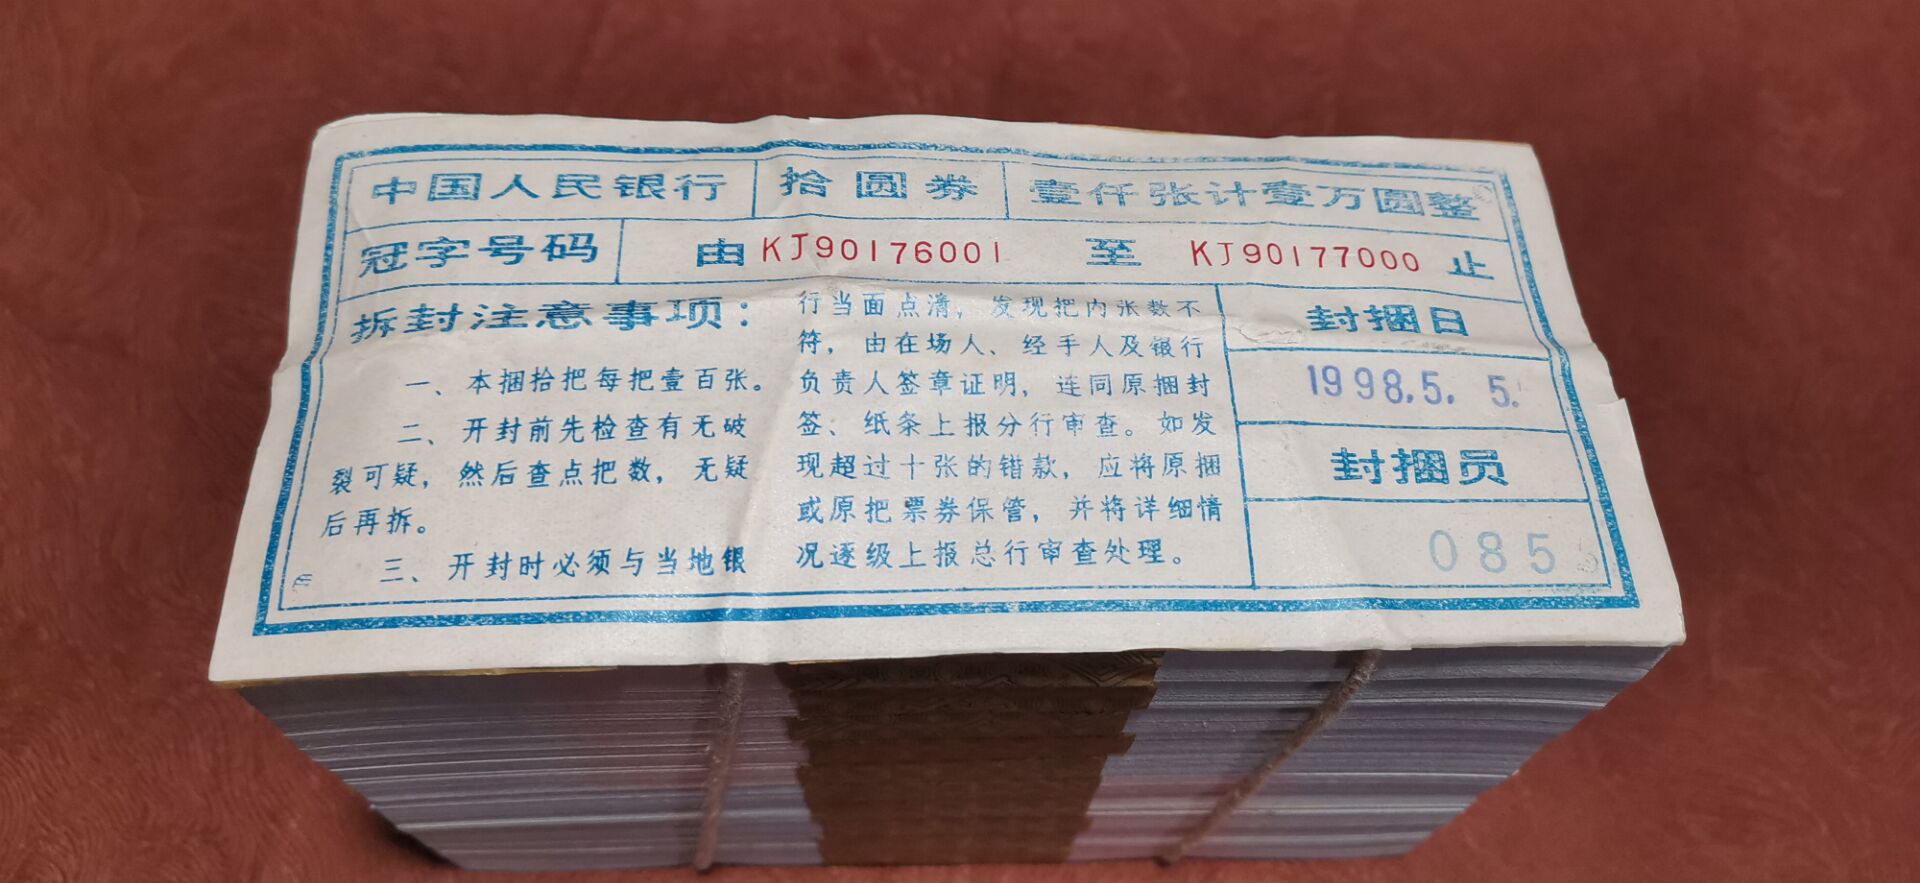 中国人民银行 拾圆券 壹仟张计壹万圆整
冠字号码 由 KJ90176001 至 KJ90177000 止
拆封注意事项：
一、本捆拾把每把壹百张。
二、开封前先检查有无破
裂可疑，然后查点把数，无疑
后再拆。
三、开封时必须与当地银
行当面点清，发现把内张数不
符，由在场人、经手人及银行
负责人签章证明，连同原捆封
签、纸条上报分行审查。如发
现超过十张的错款，应将原捆
或原把票券保管，并将详细情
况逐级上报总行审查处理。
封捆日
1998.5. 5.
封捆员
085